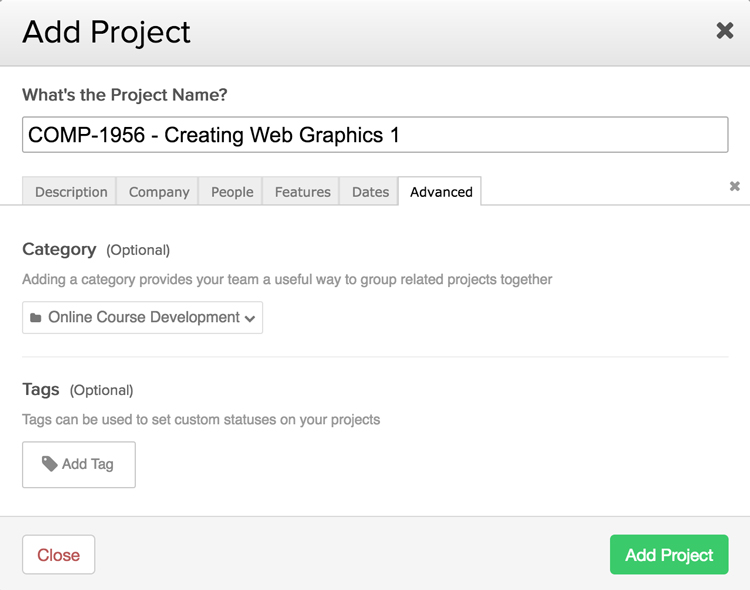 Add Project
What's the Project Name?
COMP-1956 - Creating Web Graphics 1
Description Company People Features Dates Advanced
Category (Optional)
Adding a category provides your team a useful way to group related projects together
Online Course Development
Tags (Optional)
Tags can be used to set custom statuses on your projects
Add Tag
Close Add Project